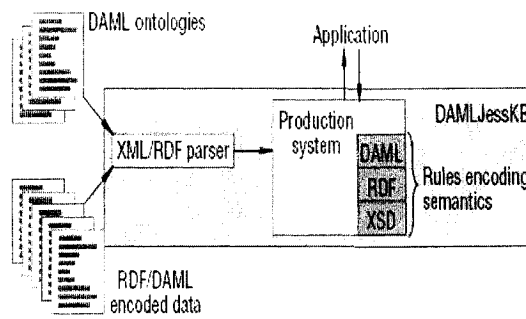 DAML ontologies
Application
DAMLJessKB
Production
system
XML/RDF parser
DAML
RDF
XSD
Rules encoding
semantics
RDF/DAML
encoded data